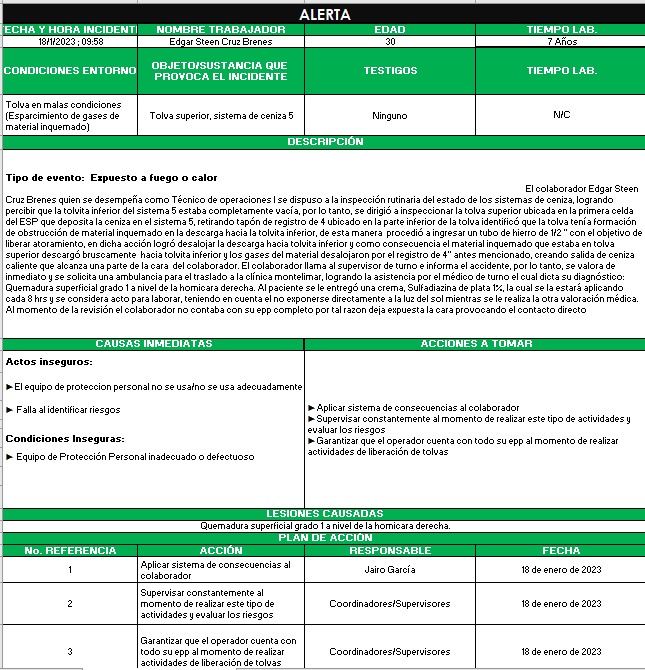 ALERTA
ECHA Y HORA INCIDENT NOMBRE TRABAJADOR EDAD TIEMPO LAB.
18/1/2023 ; 09:58 Edgar Steen Cruz Brenes 30 7 Años
CONDICIONES ENTORNO OBJETO/SUSTANCIA QUE PROVOCA EL INCIDENTE TESTIGOS TIEMPO LAB.
Tolva en malas condiciones
(Esparcimiento de gases de
material inquemado)
Tolva superior, sistema de ceniza 5
Ninguno
N/C
DESCRIPCIÓN
Tipo de evento: Expuesto a fuego o calor
El colaborador Edgar Steen
Cruz Brenes quien se desempeña como Técnico de operaciones I se dispuso a la inspección rutinaria del estado de los sistemas de ceniza, logrando
percibir que la tolvita inferior del sistema 5 estaba completamente vacía, por lo tanto, se dirigió a inspeccionar la tolva superior ubicada en la primera celda
del ESP que deposita la ceniza en el sistema 5, retirando tapón de registro de 4 ubicado en la parte inferior de la tolva identificó que la tolva tenía formación
de obstrucción de material inquemado en la descarga hacia la tolvita inferior, de esta manera procedió a ingresar un tubo de hierro de 1/2 " con el objetivo de
liberar atoramiento, en dicha acción logró desalojar la descarga hacia tolvita inferior y como consecuencia el material inquemado que estaba en tolva
superior descargó bruscamente hacia tolvita inferior y los gases del material desalojaron por el registro de 4" antes mencionado, creando salida de ceniza
caliente que alcanza una parte de la cara del colaborador. El colaborador llama al supervisor de turno e informa el accidente, por lo tanto, se valora de
inmediato y se solicita una ambulancia para el traslado a la clínica montelimar, logrando la asistencia por el médico de turno el cual dicta su diagnóstico:
Quemadura superficial grado 1 a nivel de la homicara derecha. Al paciente se le entregó una crema, Sulfadiazina de plata 1%, la cual se la estará aplicando
cada 8 hrs y se considera acto para laborar, teniendo en cuenta el no exponerse directamente a la luz del sol mientras se le realiza la otra valoración médica.
Al momento de la revisión el colaborador no contaba con su epp completo por tal razon deja expuesta la cara provocando el contacto directo
CAUSAS INMEDIATAS ACCIONES A TOMAR
Actos inseguros:
►El equipo de proteccion personal no se usa/no se usa adecuadamente
► Falla al identificar riesgos
Condiciones Inseguras:
► Equipo de Protección Personal inadecuado o defectuoso
►Aplicar sistema de consecuencias al colaborador
►Supervisar constantemente al momento de realizar este tipo de actividades y
evaluar los riesgos
►Garantizar que el operador cuenta con todo su epp al momento de realizar
actividades de liberación de tolvas
LESIONES CAUSADAS
Quemadura superficial grado 1 a nivel de la homicara derecha.
PLAN DE ACCIÓN
No. REFERENCIA ACCIÓN RESPONSABLE FECHA
1
Aplicar sistema de consecuencias al
colaborador
Jairo García
18 de enero de 2023
2
Supervisar constantemente al
momento de realizar este tipo de
actividades y evaluar los riesgos
Coordinadores/Supervisores
18 de enero de 2023
3
Garantizar que el operador cuenta con
todo su epp al momento de realizar
actividades de liberación de tolvas
Coordinadores/Supervisores
18 de enero de 2023